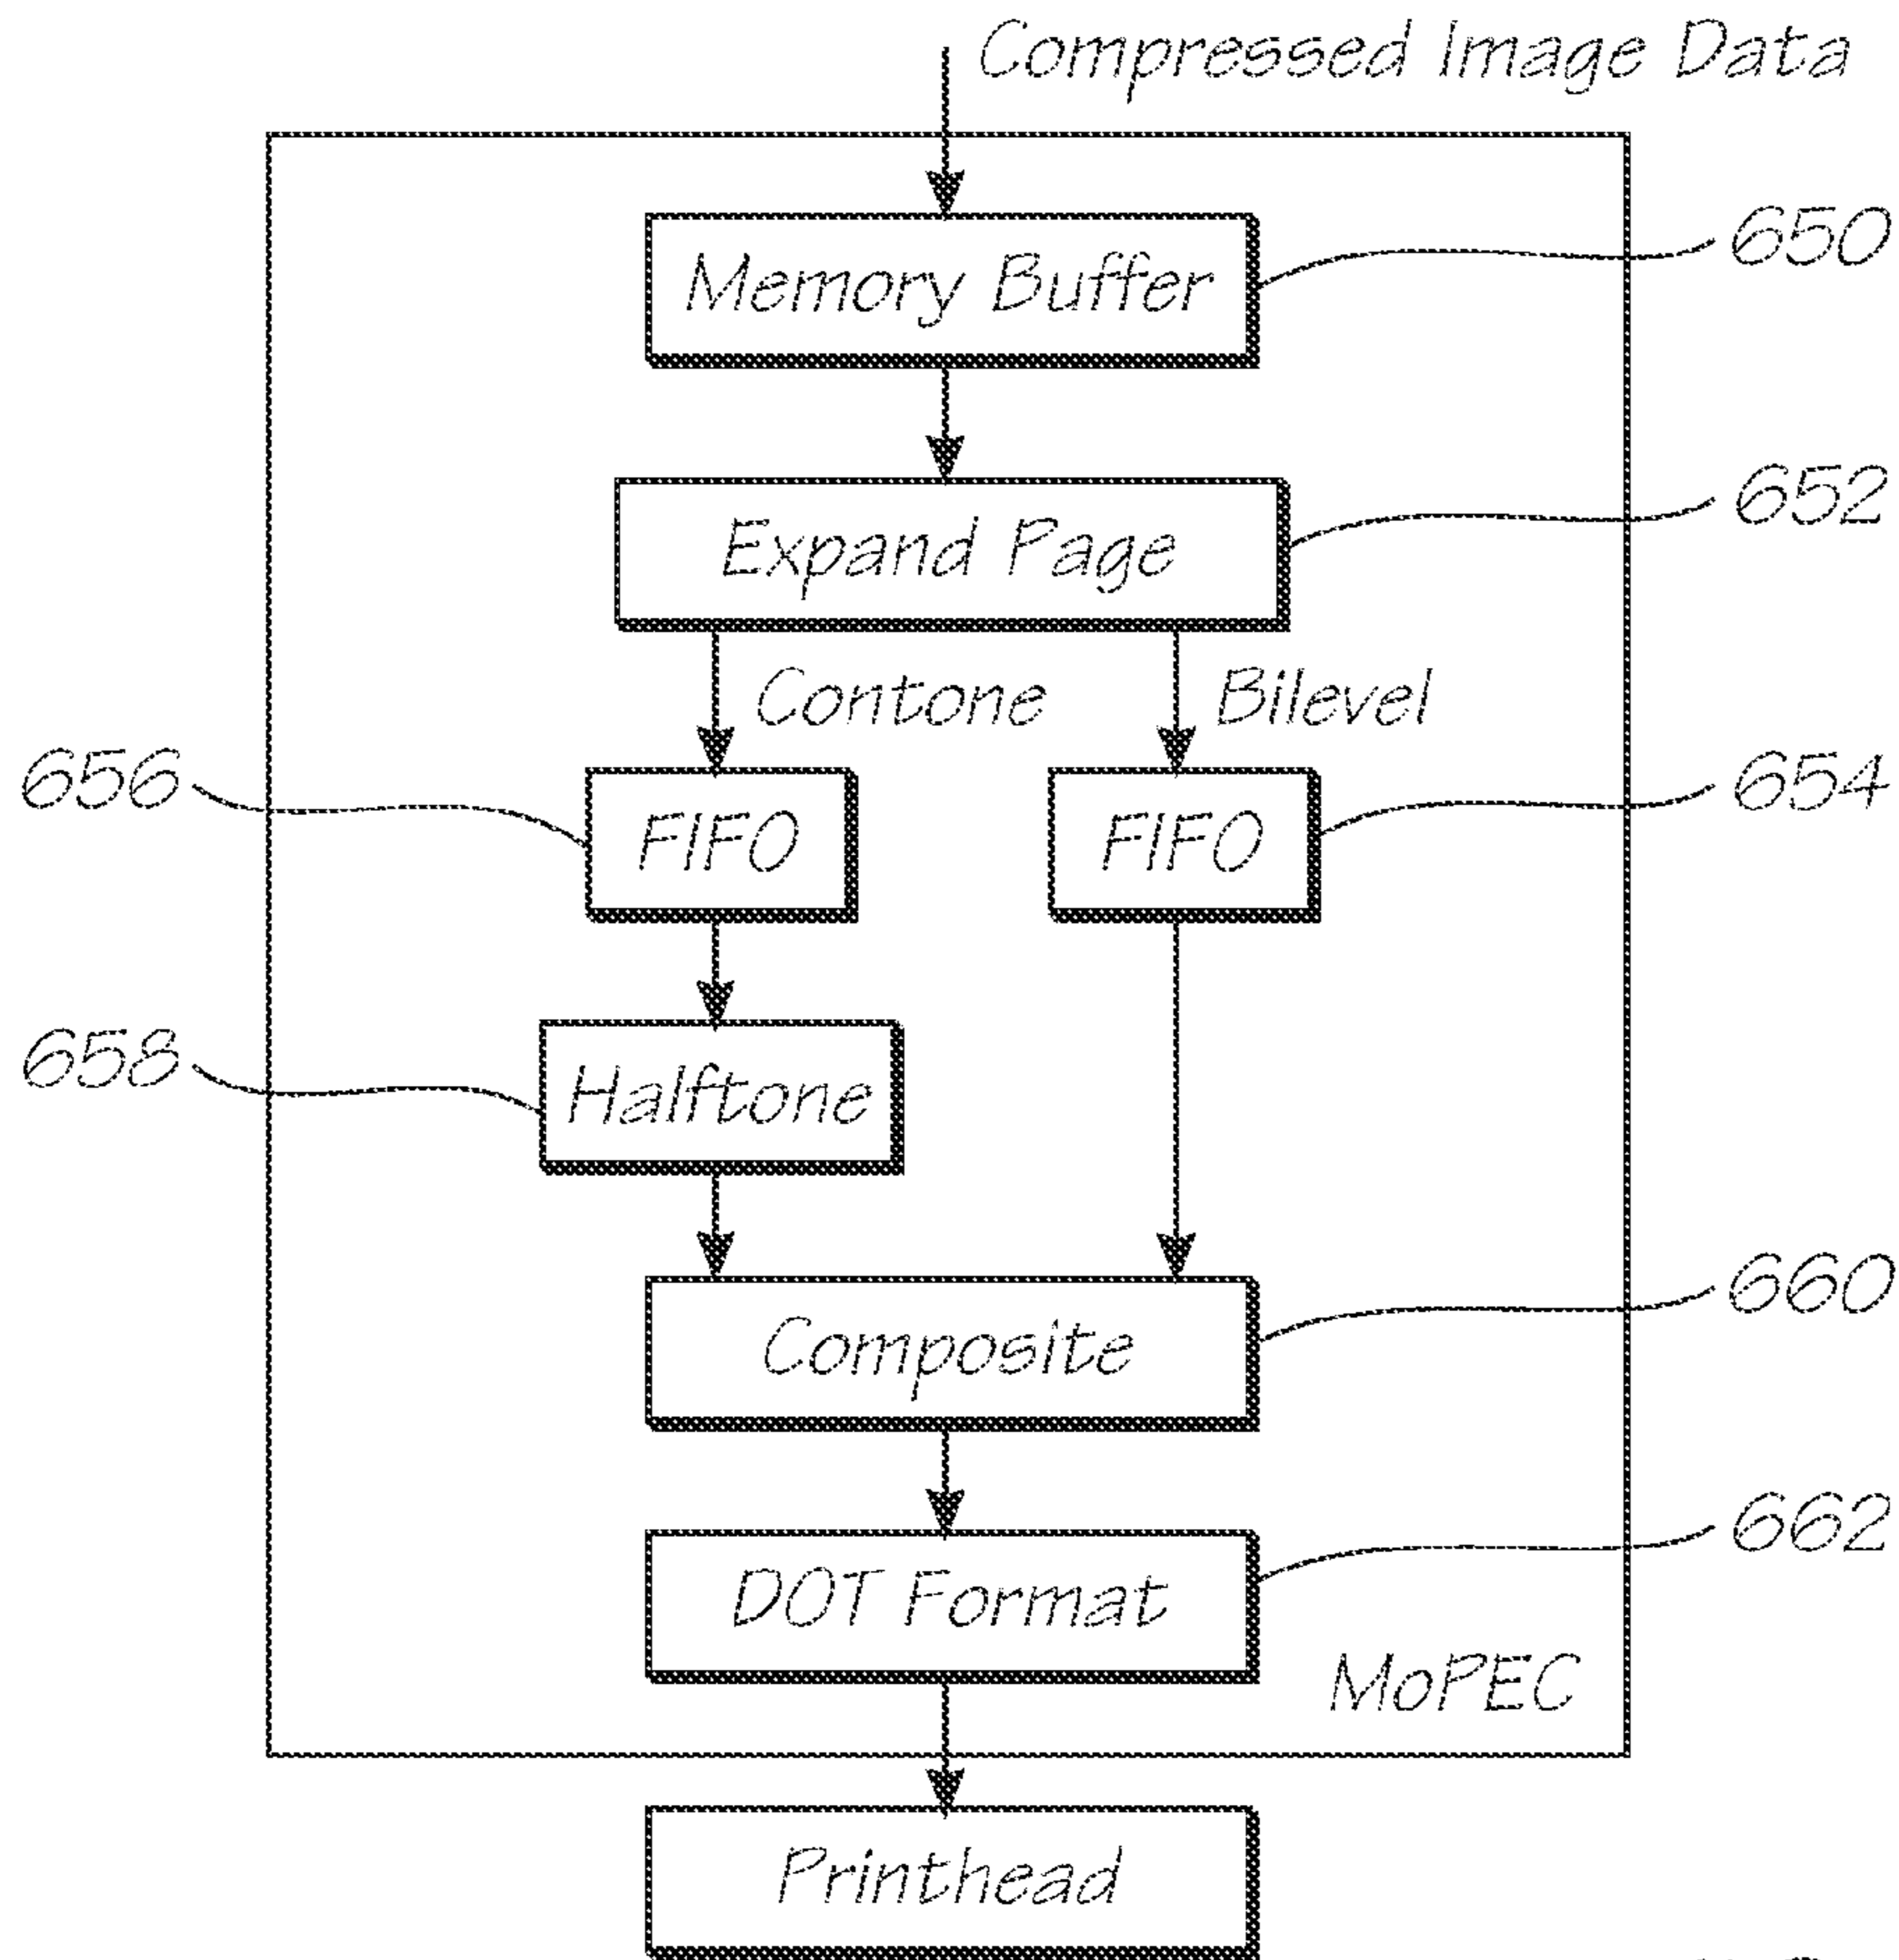 Compressed Image Data
Memory Buffer
650
Expand Page
652
Contone
Bilevel
656
FIFO
FIFO
654
658
Halftone
Composite
660
DOT Format
662
MoPEC
Printhead